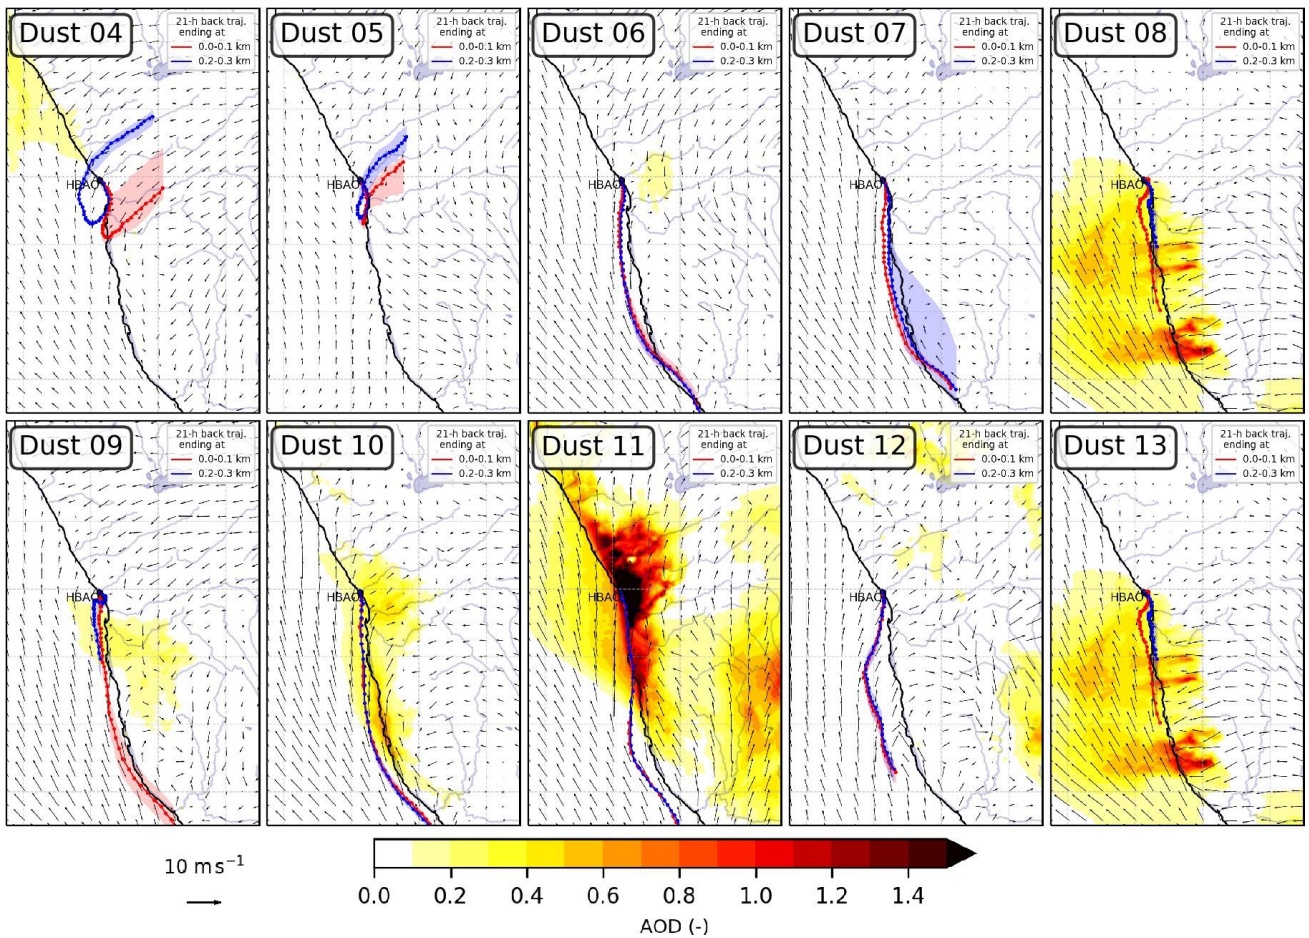 Dust 04
21-h back traj.
ending at
0.0-0.1 km
0.2-0.3 km
HBAO
Dust 05
21-h back traj.
ending at
0.0-0.1 km
0.2-0.3 km
HBAO
Dust 06
21-h back traj.
ending at
0.0-0.1 km
0.2-0.3 km
HBAO
Dust 07
21-h back traj.
ending at
0.0-0.1 km
0.2-0.3 km
HBAO
Dust 08
21-h back traj.
ending at
0.0-0.1 km
0.2-0.3 km
HBAO
Dust 09
21-h back traj.
ending at
0.0-0.1 km
0.2-0.3 km
HBAO
Dust 10
21-h back traj.
ending at
0.0-0.1 km
0.2-0.3 km
HBAO
Dust 11
21-h back traj.
ending at
0.0-0.1 km
0.2-0.3 km
HBAO
Dust 12
21-h back traj.
ending at
0.0-0.1 km
0.2-0.3 km
HBAO
Dust 13
21-h back traj.
ending at
0.0-0.1 km
0.2-0.3 km
HBAO
10 ms⁻¹
0.0 0.2 0.4 0.6 0.8 1.0 1.2 1.4
AOD (-)